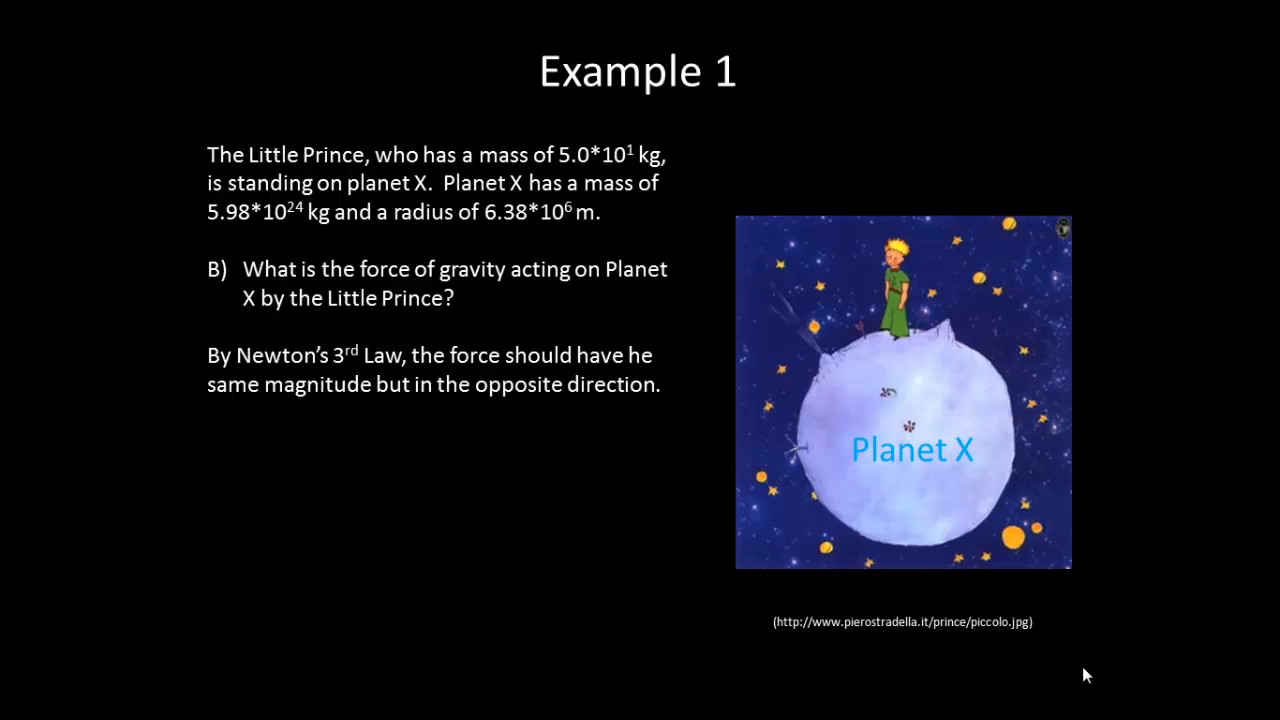 Example 1
The Little Prince, who has a mass of 5.0*10¹ kg,
is standing on planet X.  Planet X has a mass of
5.98*10²⁴ kg and a radius of 6.38*10⁶ m.
B)   What is the force of gravity acting on Planet
X by the Little Prince?
By Newton’s 3ʳᵈ Law, the force should have he
same magnitude but in the opposite direction.
Planet X
(http://www.pierostradella.it/prince/piccolo.jpg)